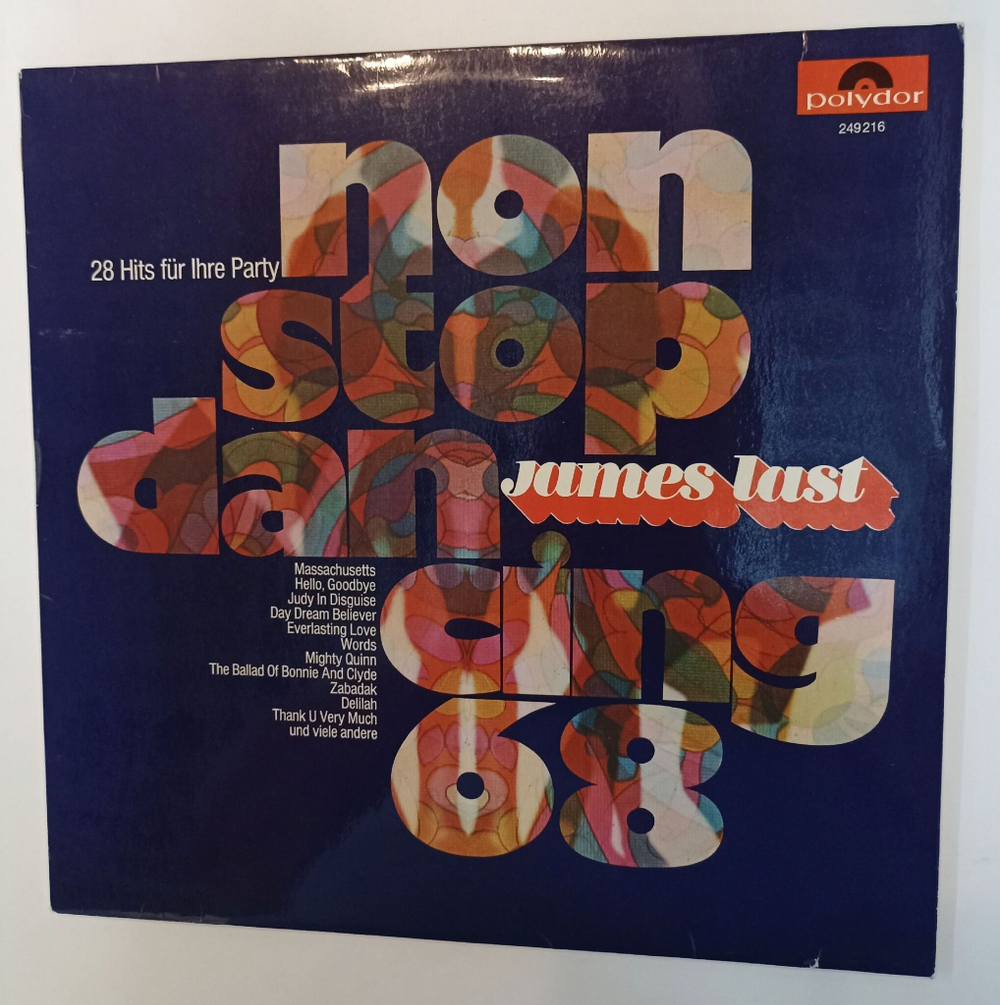 polydor
249216
non
28 Hits für Ihre Party
stop
dan
james last
cing
Massachusetts
Hello, Goodbye
Judy In Disguise
Day Dream Believer
Everlasting Love
Words
Mighty Quinn
The Ballad Of Bonnie And Clyde
Zabadak
Delilah
Thank U Very Much
und viele andere
68